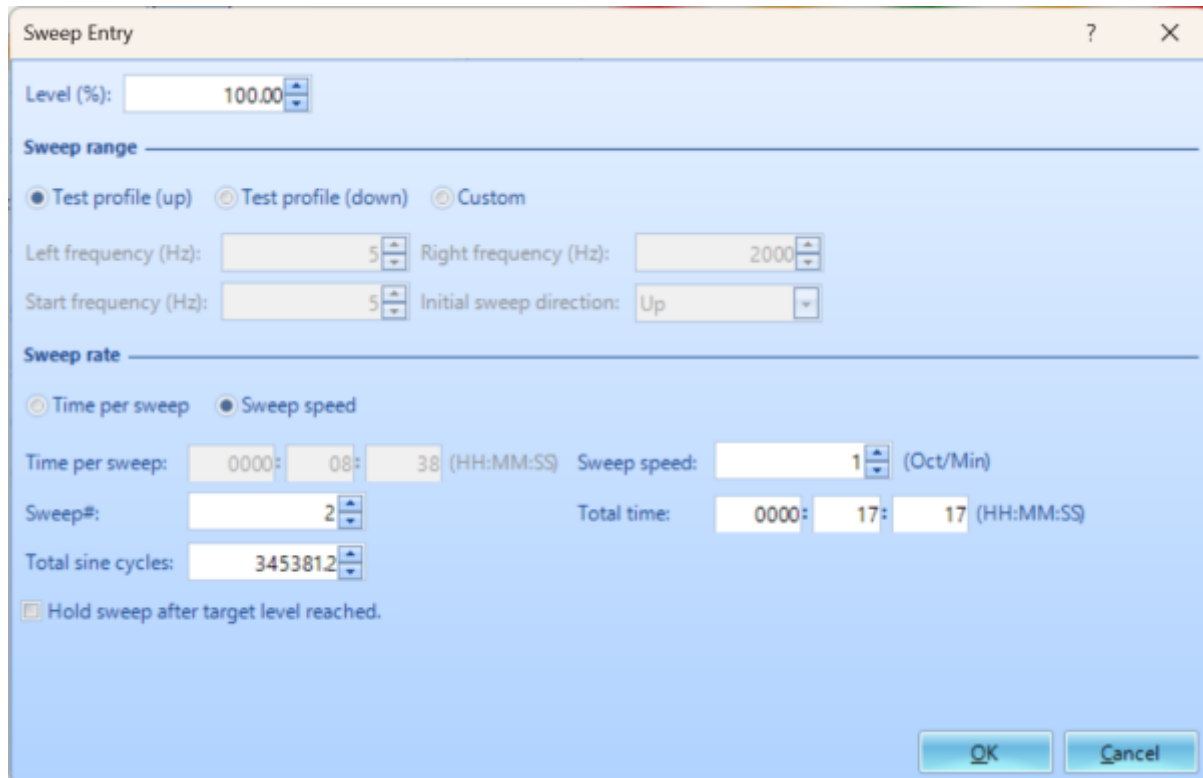 Sweep Entry ? ×
Level (%): 100.00
Sweep range
Test profile (up) Test profile (down) Custom
Left frequency (Hz): 5 Right frequency (Hz): 2000
Start frequency (Hz): 5 Initial sweep direction: Up
Sweep rate
Time per sweep Sweep speed
Time per sweep: 0000: 08: 38 (HH:MM:SS) Sweep speed: 1 (Oct/Min)
Sweep#: 2 Total time: 0000: 17: 17 (HH:MM:SS)
Total sine cycles: 345381.2
Hold sweep after target level reached.
OK Cancel